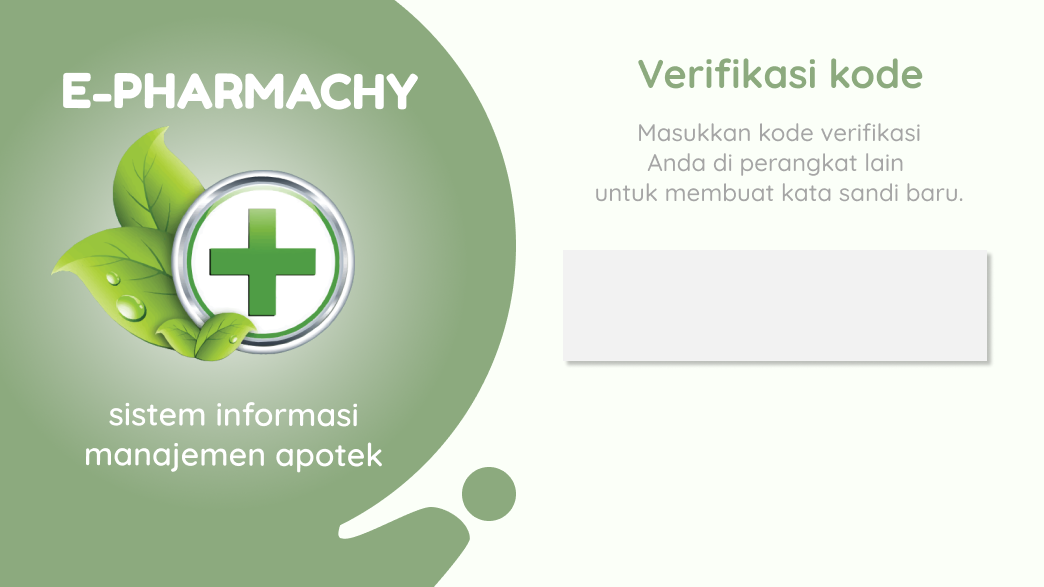 E-PHARMACHY
sistem informasi
manajemen apotek
Verifikasi kode
Masukkan kode verifikasi
Anda di perangkat lain
untuk membuat kata sandi baru.